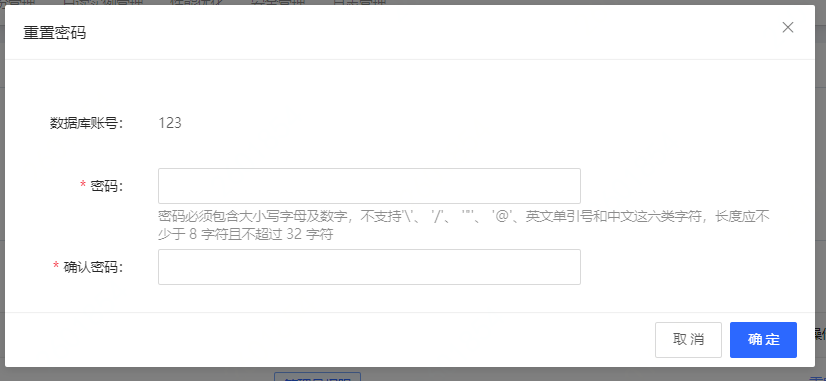 重置密码
数据库账号： 123
* 密码：
密码必须包含大小写字母及数字，不支持'\'、 '/'、 '"'、 '@'、英文单引号和中文这六类字符，长度应不
少于 8 字符且不超过 32 字符
* 确认密码：
取 消 确 定